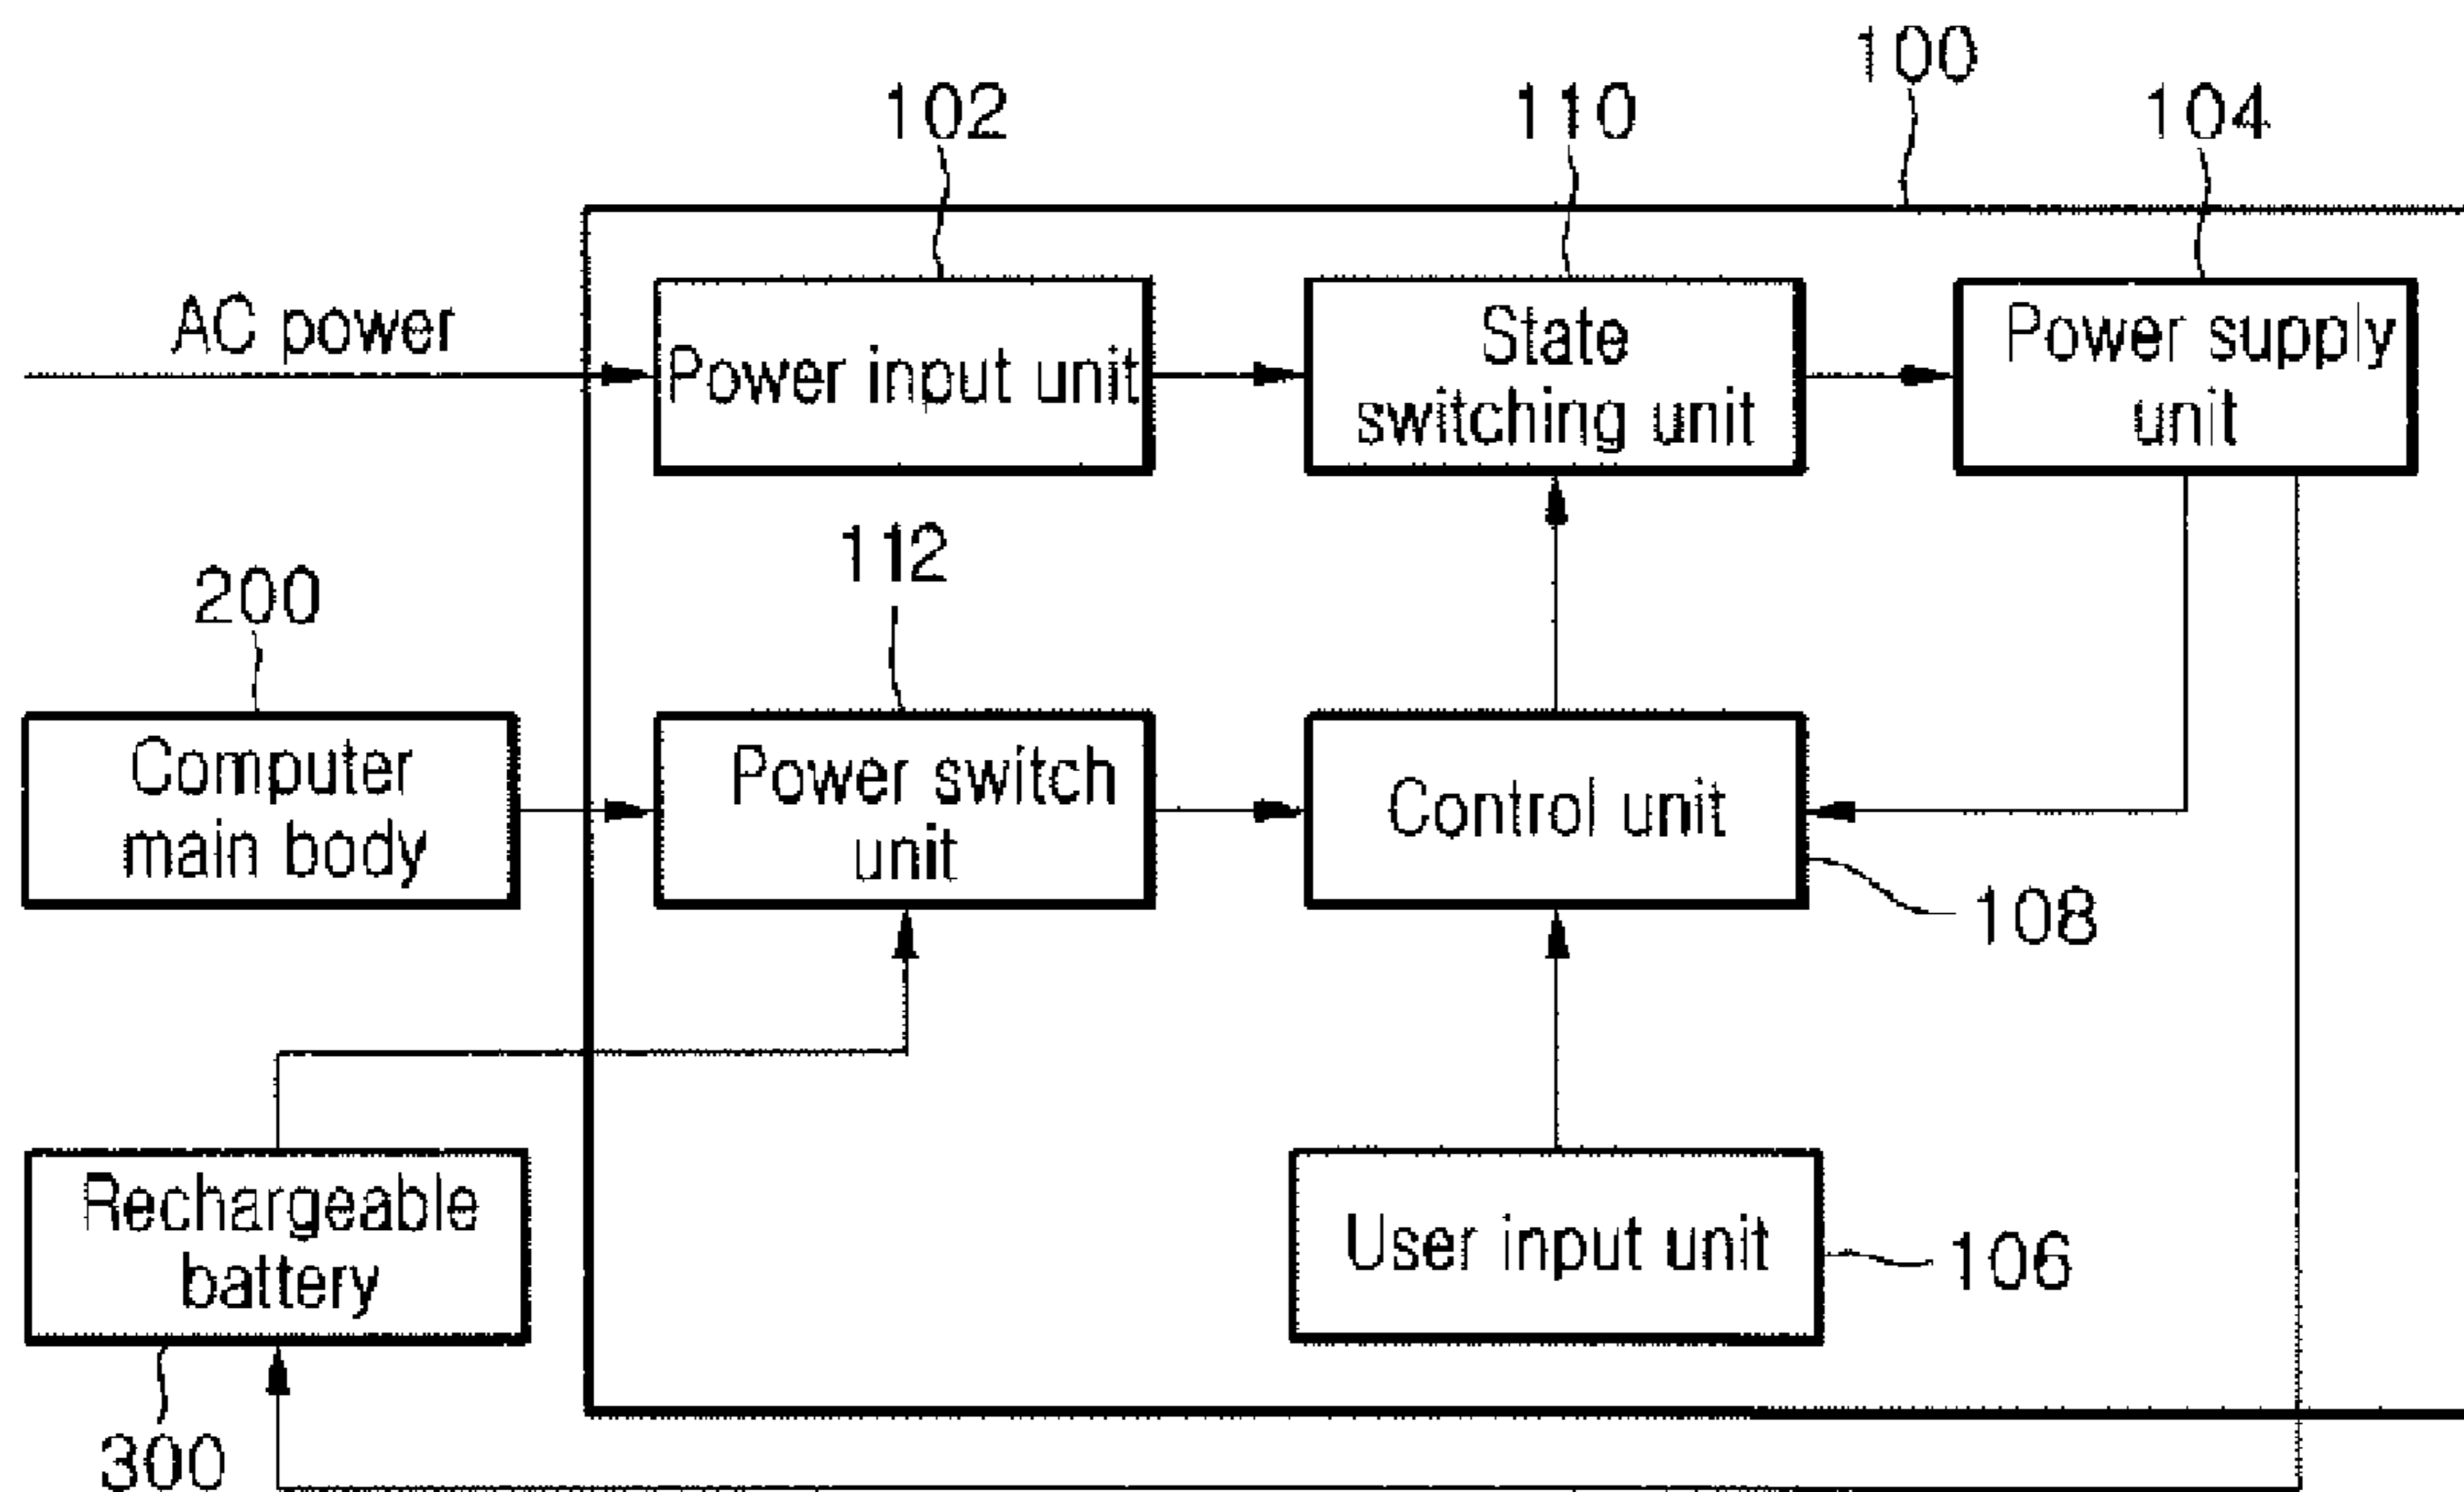 100
102
110
104
AC power
Power input unit
State
switching unit
Power supply
unit
112
200
Computer
main body
Power switch
unit
Control unit
108
Rechargeable
battery
User input unit
106
300